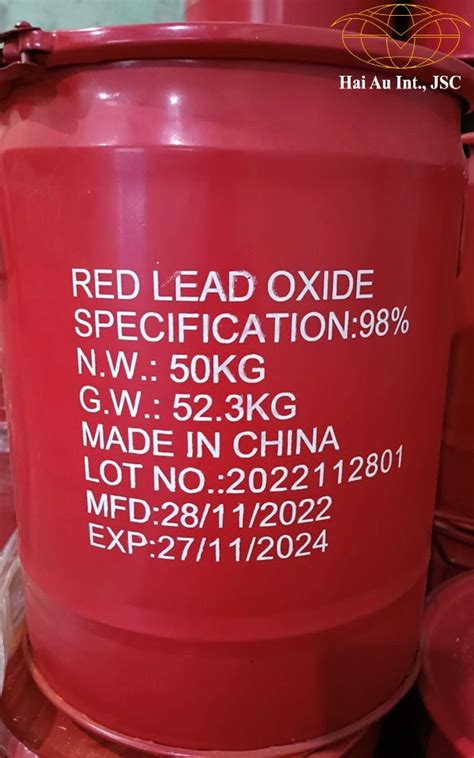 Hai Au Int., JSC
RED LEAD OXIDE
SPECIFICATION:98%
N.W.: 50KG
G.W.: 52.3KG
MADE IN CHINA
LOT NO.:2022112801
MFD:28/11/2022
EXP:27/11/2024